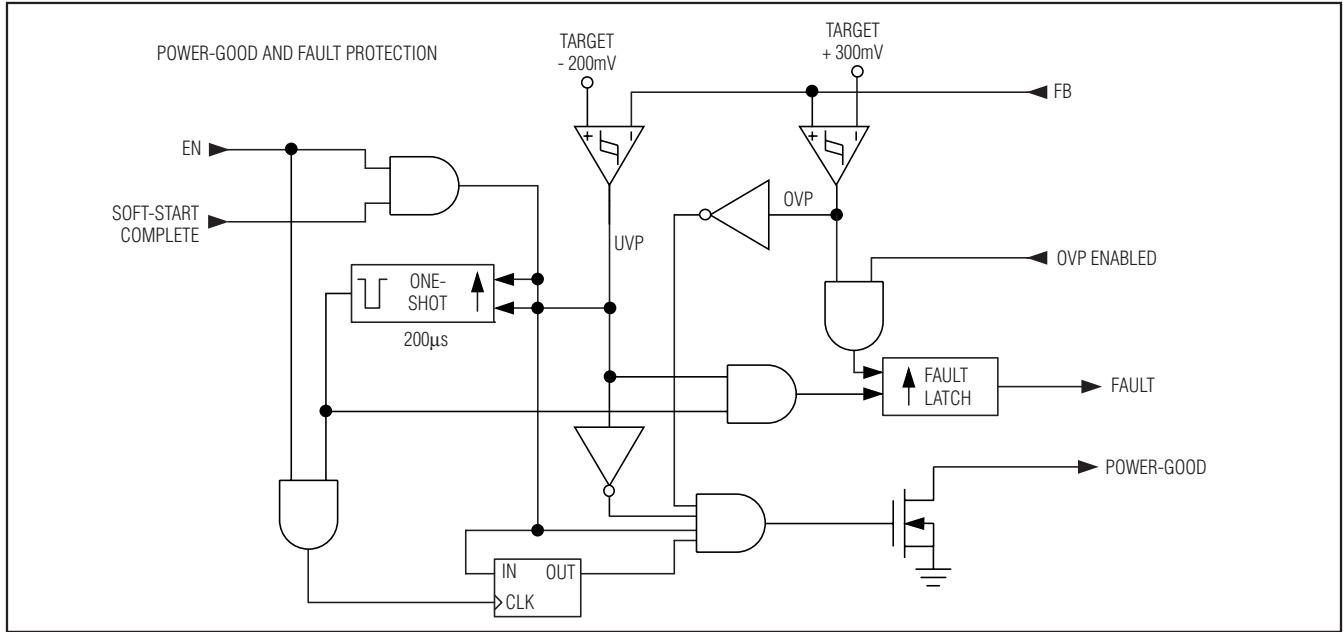 POWER-GOOD AND FAULT PROTECTION
TARGET
- 200mV
TARGET
+ 300mV
FB
EN
+
−
+
−
SOFT-START
COMPLETE
OVP
UVP
OVP ENABLED
ONE-
SHOT
200μs
FAULT
LATCH
FAULT
POWER-GOOD
IN
OUT
CLK